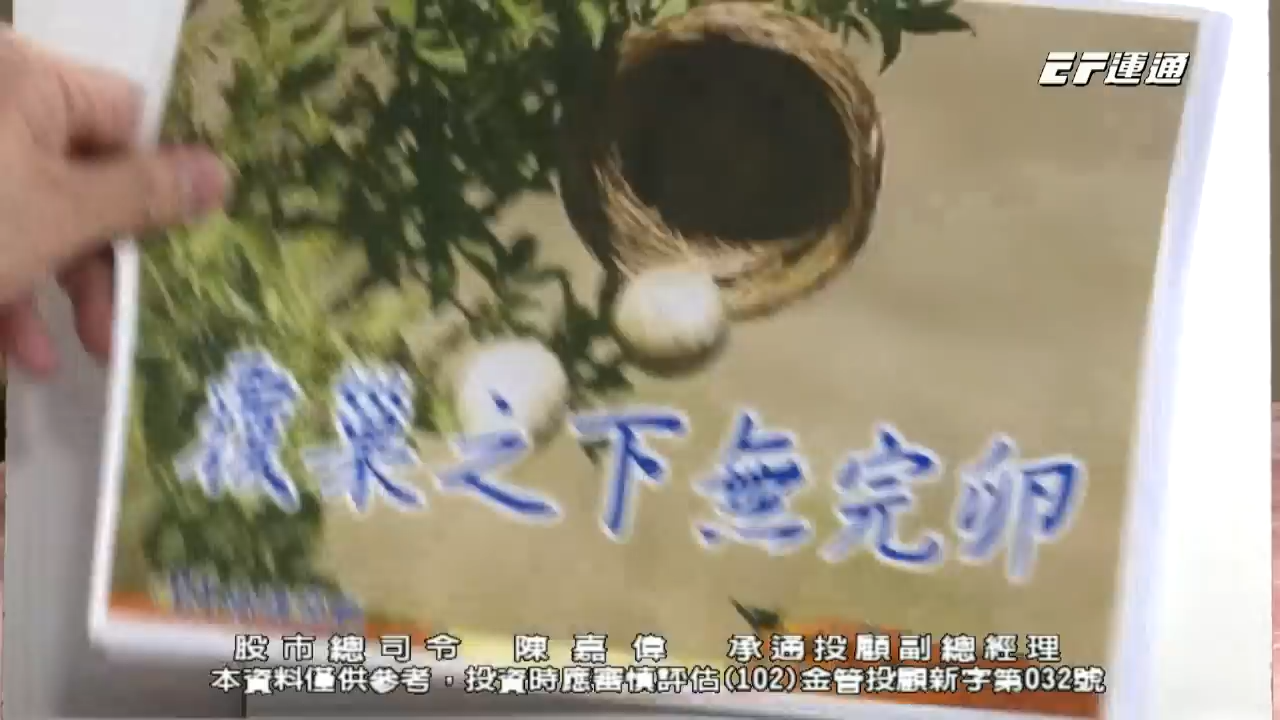 EF運通
覆巢之下無完卵
股市總司令 陳嘉偉 承通投顧副總經理
本資料僅供參考，投資時應審慎評估(102)金管投顧新字第032號